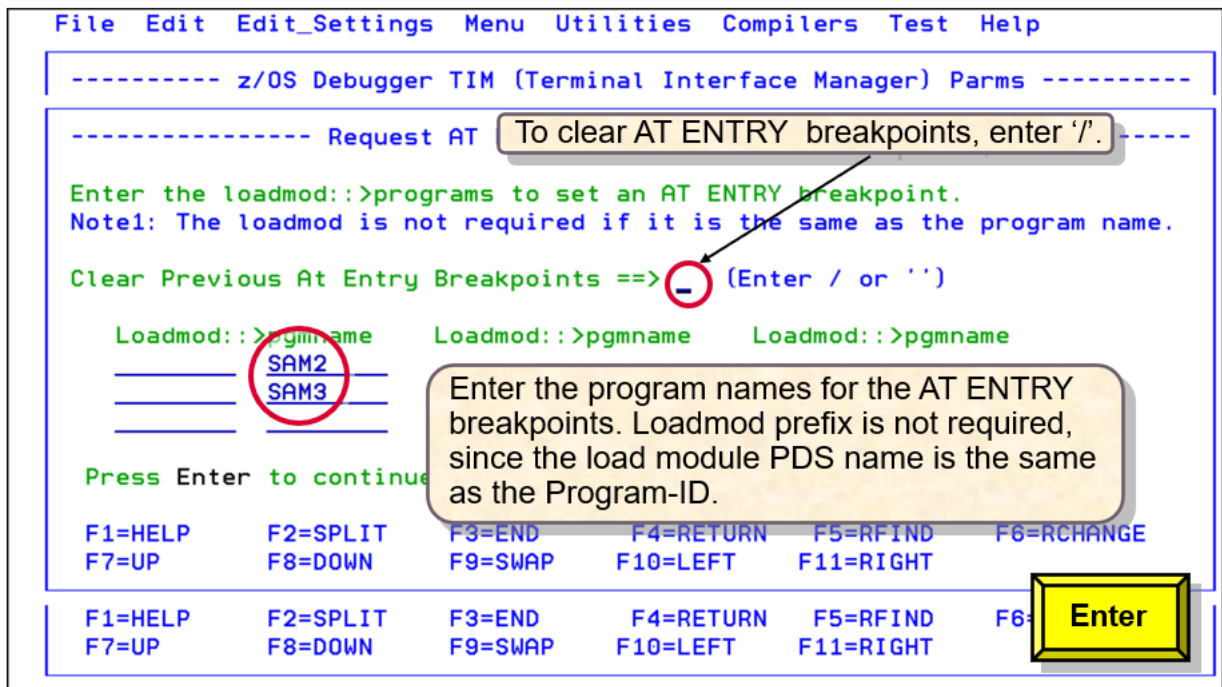 File  Edit  Edit_Settings  Menu  Utilities  Compilers  Test  Help
---------- z/OS Debugger TIM (Terminal Interface Manager) Parms ----------
---------------- Request AT
To clear AT ENTRY  breakpoints, enter ‘/’.
-----
Enter the loadmod::>programs to set an AT ENTRY breakpoint.
Note1: The loadmod is not required if it is the same as the program name.
Clear Previous At Entry Breakpoints ==> _ (Enter / or '')
Loadmod::>pgmname    Loadmod::>pgmname    Loadmod::>pgmname
SAM2
SAM3
Enter the program names for the AT ENTRY
breakpoints. Loadmod prefix is not required,
since the load module PDS name is the same
as the Program-ID.
Press Enter to continue
F1=HELP    F2=SPLIT    F3=END    F4=RETURN    F5=RFIND    F6=RCHANGE
F7=UP    F8=DOWN    F9=SWAP    F10=LEFT    F11=RIGHT
F1=HELP    F2=SPLIT    F3=END    F4=RETURN    F5=RFIND    F6
F7=UP    F8=DOWN    F9=SWAP    F10=LEFT    F11=RIGHT
Enter